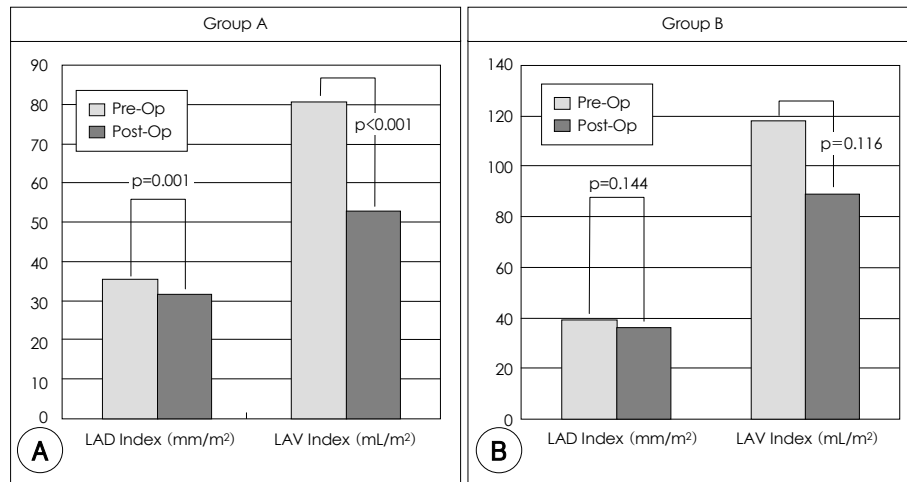 Group A
90
80
70
60
50
40
30
20
10
0
Pre-Op
Post-Op
p=0.001
p<0.001
LAD Index (mm/m²)
LAV Index (mL/m²)
A
Group B
140
120
100
80
60
40
20
0
Pre-Op
Post-Op
p=0.144
p=0.116
LAD Index (mm/m²)
LAV Index (mL/m²)
B